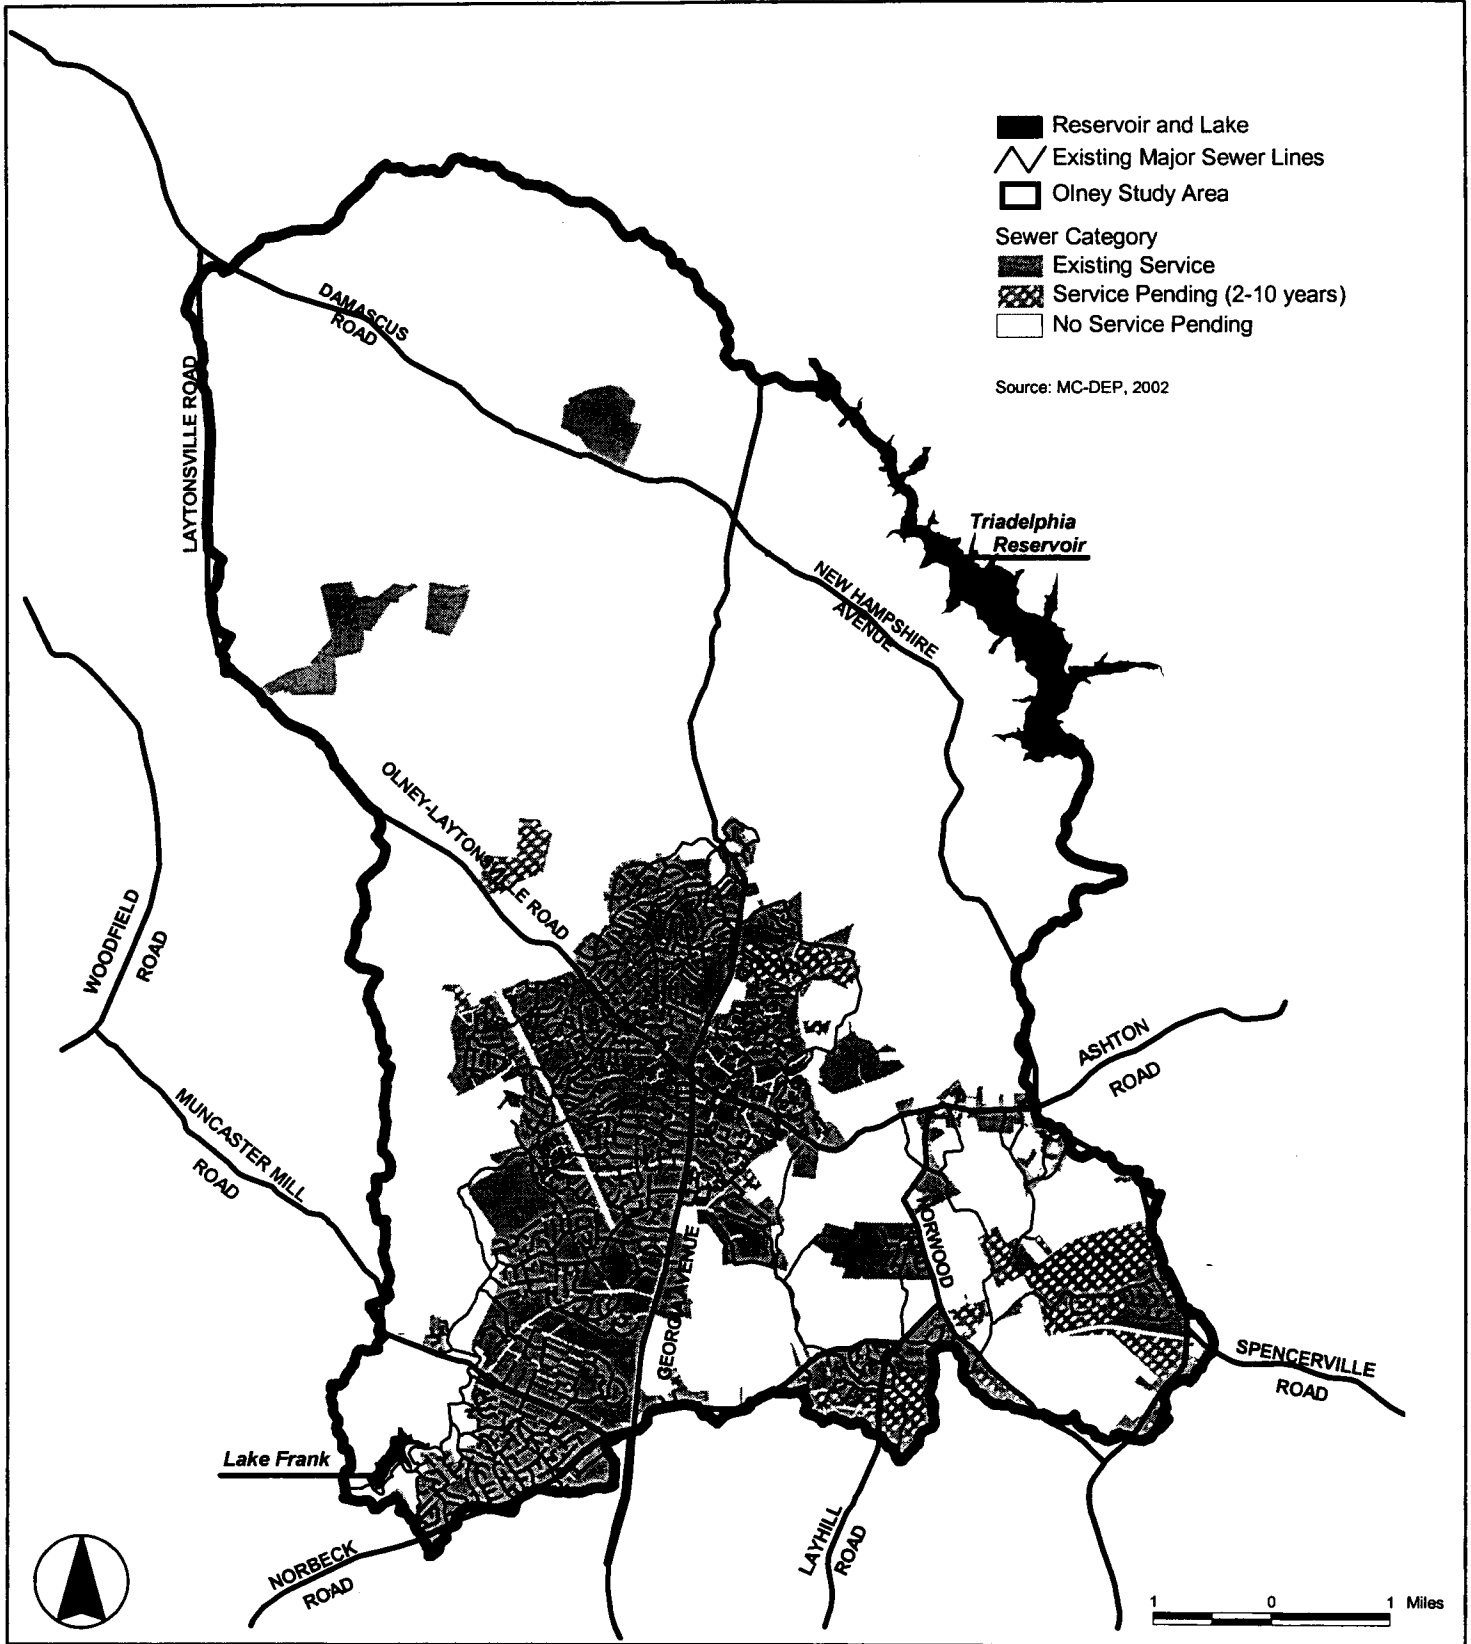 Reservoir and Lake
Existing Major Sewer Lines
Olney Study Area
Sewer Category
Existing Service
Service Pending (2-10 years)
No Service Pending
Source: MC-DEP, 2002
DAMASCUS
ROAD
LAYTONSVILLE ROAD
Triadelphia
Reservoir
NEW HAMPSHIRE
AVENUE
OLNEY-LAYTONSVILLE ROAD
WOODFIELD
ROAD
ASHTON
ROAD
MUNCASTER MILL
ROAD
NORWOOD
GEORGIA AVENUE
SPENCERVILLE
ROAD
Lake Frank
LAYHILL
ROAD
NORBECK
ROAD
1 0 1 Miles